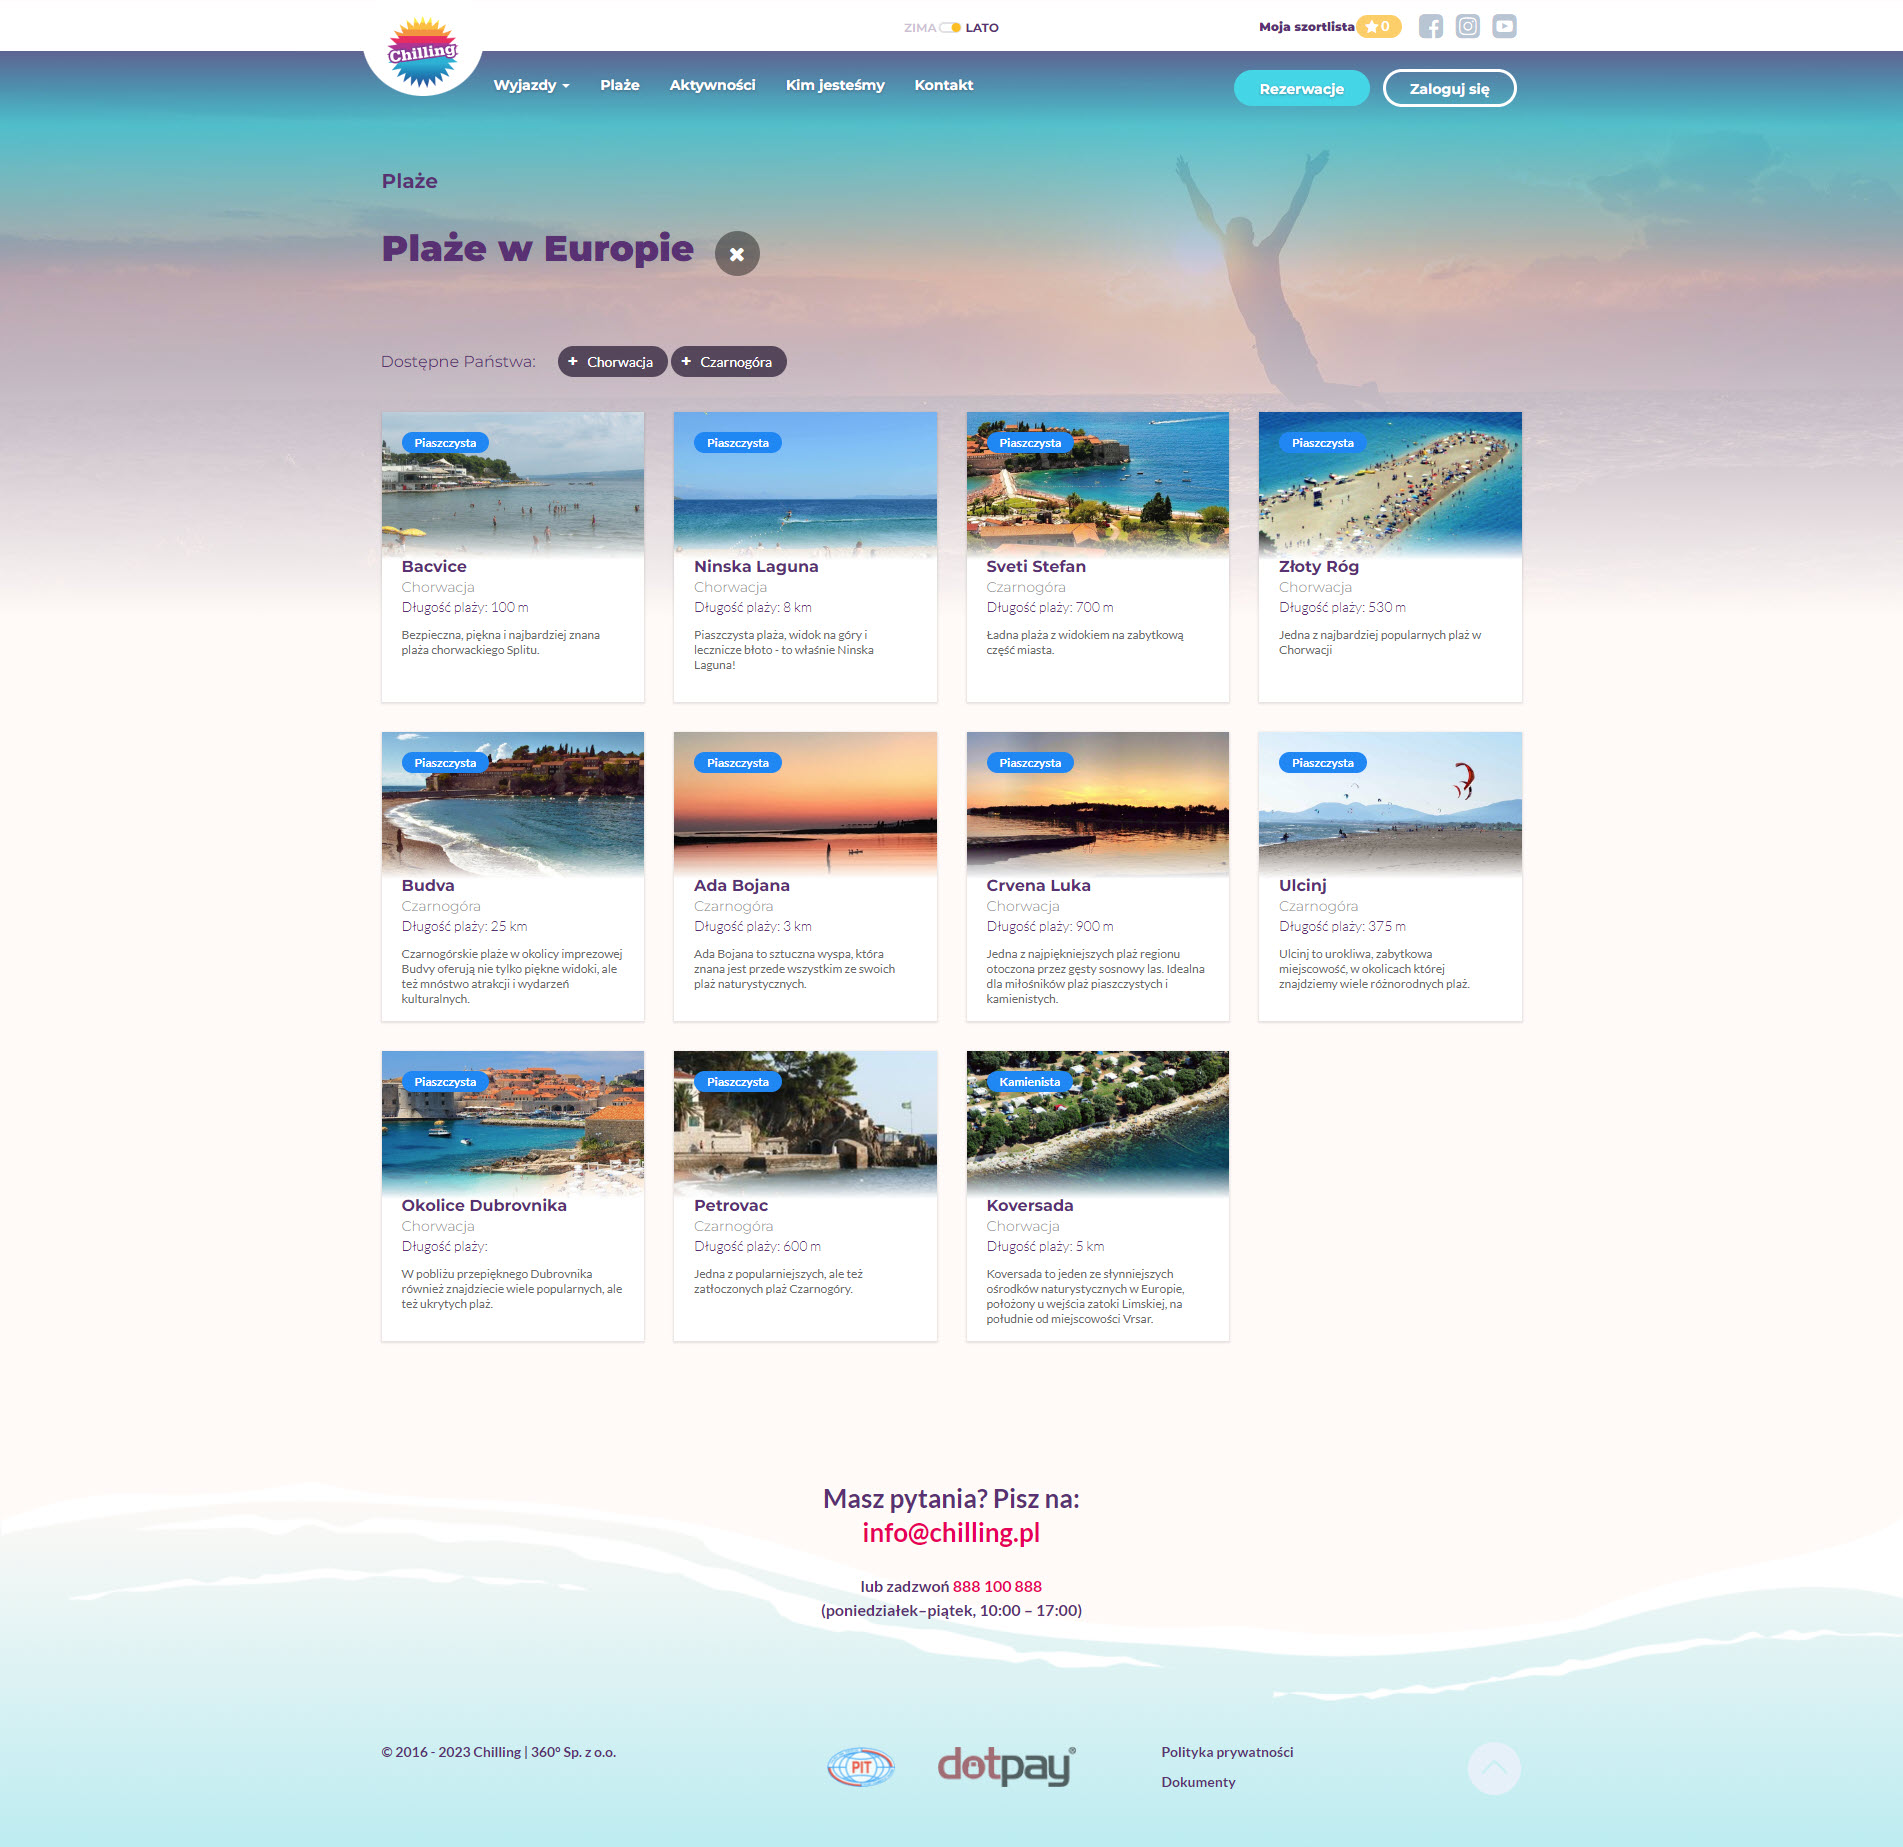 ZIMA LATO
Moja szortlista 0
Chilling
Wyjazdy Plaże Aktywności Kim jesteśmy Kontakt
Rezerwacje Zaloguj się
Plaże
Plaże w Europie
Dostępne Państwa: + Chorwacja + Czarnogóra
Piaszczysta
Bacvice
Chorwacja
Długość plaży: 100 m
Bezpieczna, piękna i najbardziej znana
plaża chorwackiego Splitu.
Piaszczysta
Ninska Laguna
Chorwacja
Długość plaży: 8 km
Piaszczysta plaża, widok na góry i
lecznicze błoto - to właśnie Ninska
Laguna!
Piaszczysta
Sveti Stefan
Czarnogóra
Długość plaży: 700 m
Ładna plaża z widokiem na zabytkową
część miasta.
Piaszczysta
Złoty Róg
Chorwacja
Długość plaży: 530 m
Jedna z najbardziej popularnych plaż w
Chorwacji
Piaszczysta
Budva
Czarnogóra
Długość plaży: 25 km
Czarnogórskie plaże w okolicy imprezowej
Budvy oferują nie tylko piękne widoki, ale
też mnóstwo atrakcji i wydarzeń
kulturalnych.
Piaszczysta
Ada Bojana
Czarnogóra
Długość plaży: 3 km
Ada Bojana to sztuczna wyspa, która
znana jest przede wszystkim ze swoich
plaż naturystycznych.
Piaszczysta
Crvena Luka
Chorwacja
Długość plaży: 900 m
Jedna z najpiękniejszych plaż regionu
otoczona przez gęsty sosnowy las. Idealna
dla miłośników plaż piaszczystych i
kamienistych.
Piaszczysta
Ulcinj
Czarnogóra
Długość plaży: 375 m
Ulcinj to urokliwa, zabytkowa
miejscowość, w okolicach której
znajdziemy wiele różnorodnych plaż.
Piaszczysta
Okolice Dubrovnika
Chorwacja
Długość plaży:
W pobliżu przepięknego Dubrovnika
również znajdziecie wiele popularnych, ale
też ukrytych plaż.
Piaszczysta
Petrovac
Czarnogóra
Długość plaży: 600 m
Jedna z popularniejszych, ale też
zatłoczonych plaż Czarnogóry.
Kamienista
Koversada
Chorwacja
Długość plaży: 5 km
Koversada to jeden ze słynniejszych
ośrodków naturystycznych w Europie,
położony u wejścia zatoki Limskiej, na
południe od miejscowości Vrsar.
Masz pytania? Pisz na:
info@chilling.pl
lub zadzwoń 888 100 888
(poniedziałek–piątek, 10:00 – 17:00)
© 2016 - 2023 Chilling | 360° Sp. z o.o.
PIT
dotpay®
Polityka prywatności
Dokumenty